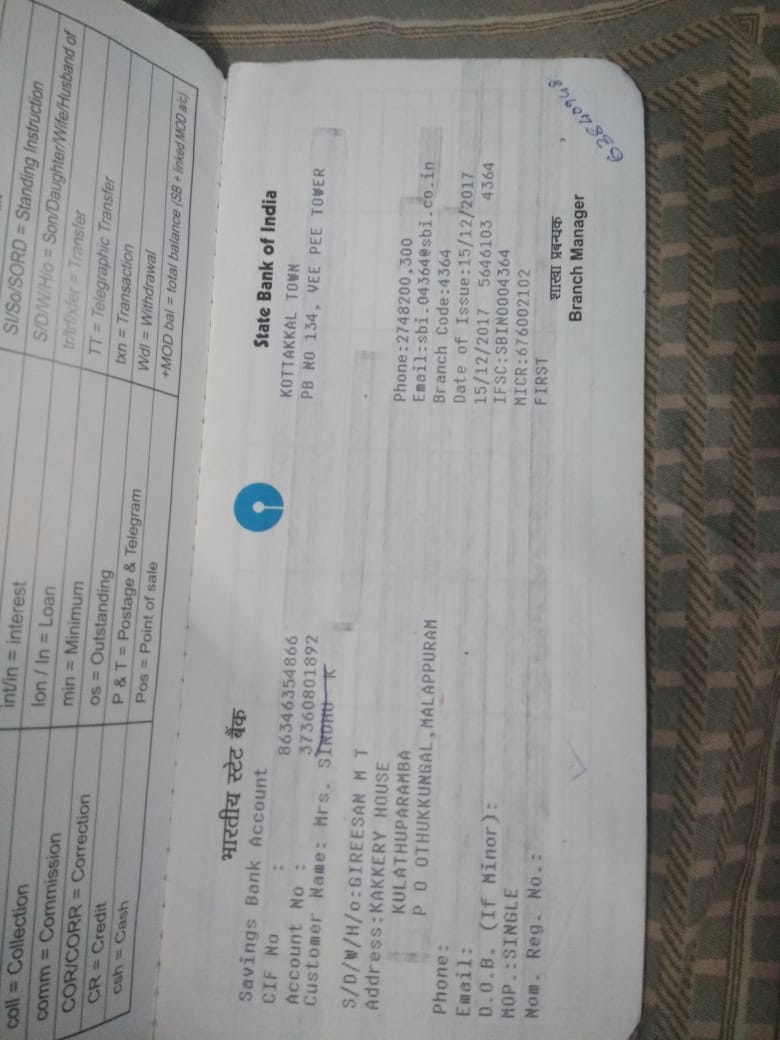 coll = Collection
comm = Commission
COR/CORR = Correction
CR = Credit
csh = Cash
int/in = interest
lon / ln = Loan
min = Minimum
os = Outstanding
P & T = Postage & Telegram
Pos = Point of sale
SI/So/SORD = Standing Instruction
S/D/W/H/o = Son/Daughter/Wife/Husband of
= Transfer
TT = Telegraphic Transfer
txn = Transaction
Wdl = Withdrawal
+MOD bal = total balance (SB + linked MOD a/c)
भारतीय स्टेट बैंक
State Bank of India
Savings Bank Account
KOTTAKKAL TOWN
CIF No : 86346354866
PB NO 134, VEE PEE TOWER
Account No : 37360801892
Customer Name: Mrs. SINDHU K
S/D/W/H/o:GIREESAN M T
Address:KAKKERY HOUSE
KULATHUPARAMBA
P O OTHUKKUNGAL,MALAPPURAM
Phone:
Email:
D.O.B. (If Minor):
MOP.:SINGLE
Nom. Reg. No.:
Phone:2748200,300
Email:sbi.04364@sbi.co.in
Branch Code:4364
Date of Issue:15/12/2017
15/12/2017 5646103 4364
IFSC:SBIN0004364
MICR:676002102
FIRST
शाखा प्रबन्धक
Branch Manager